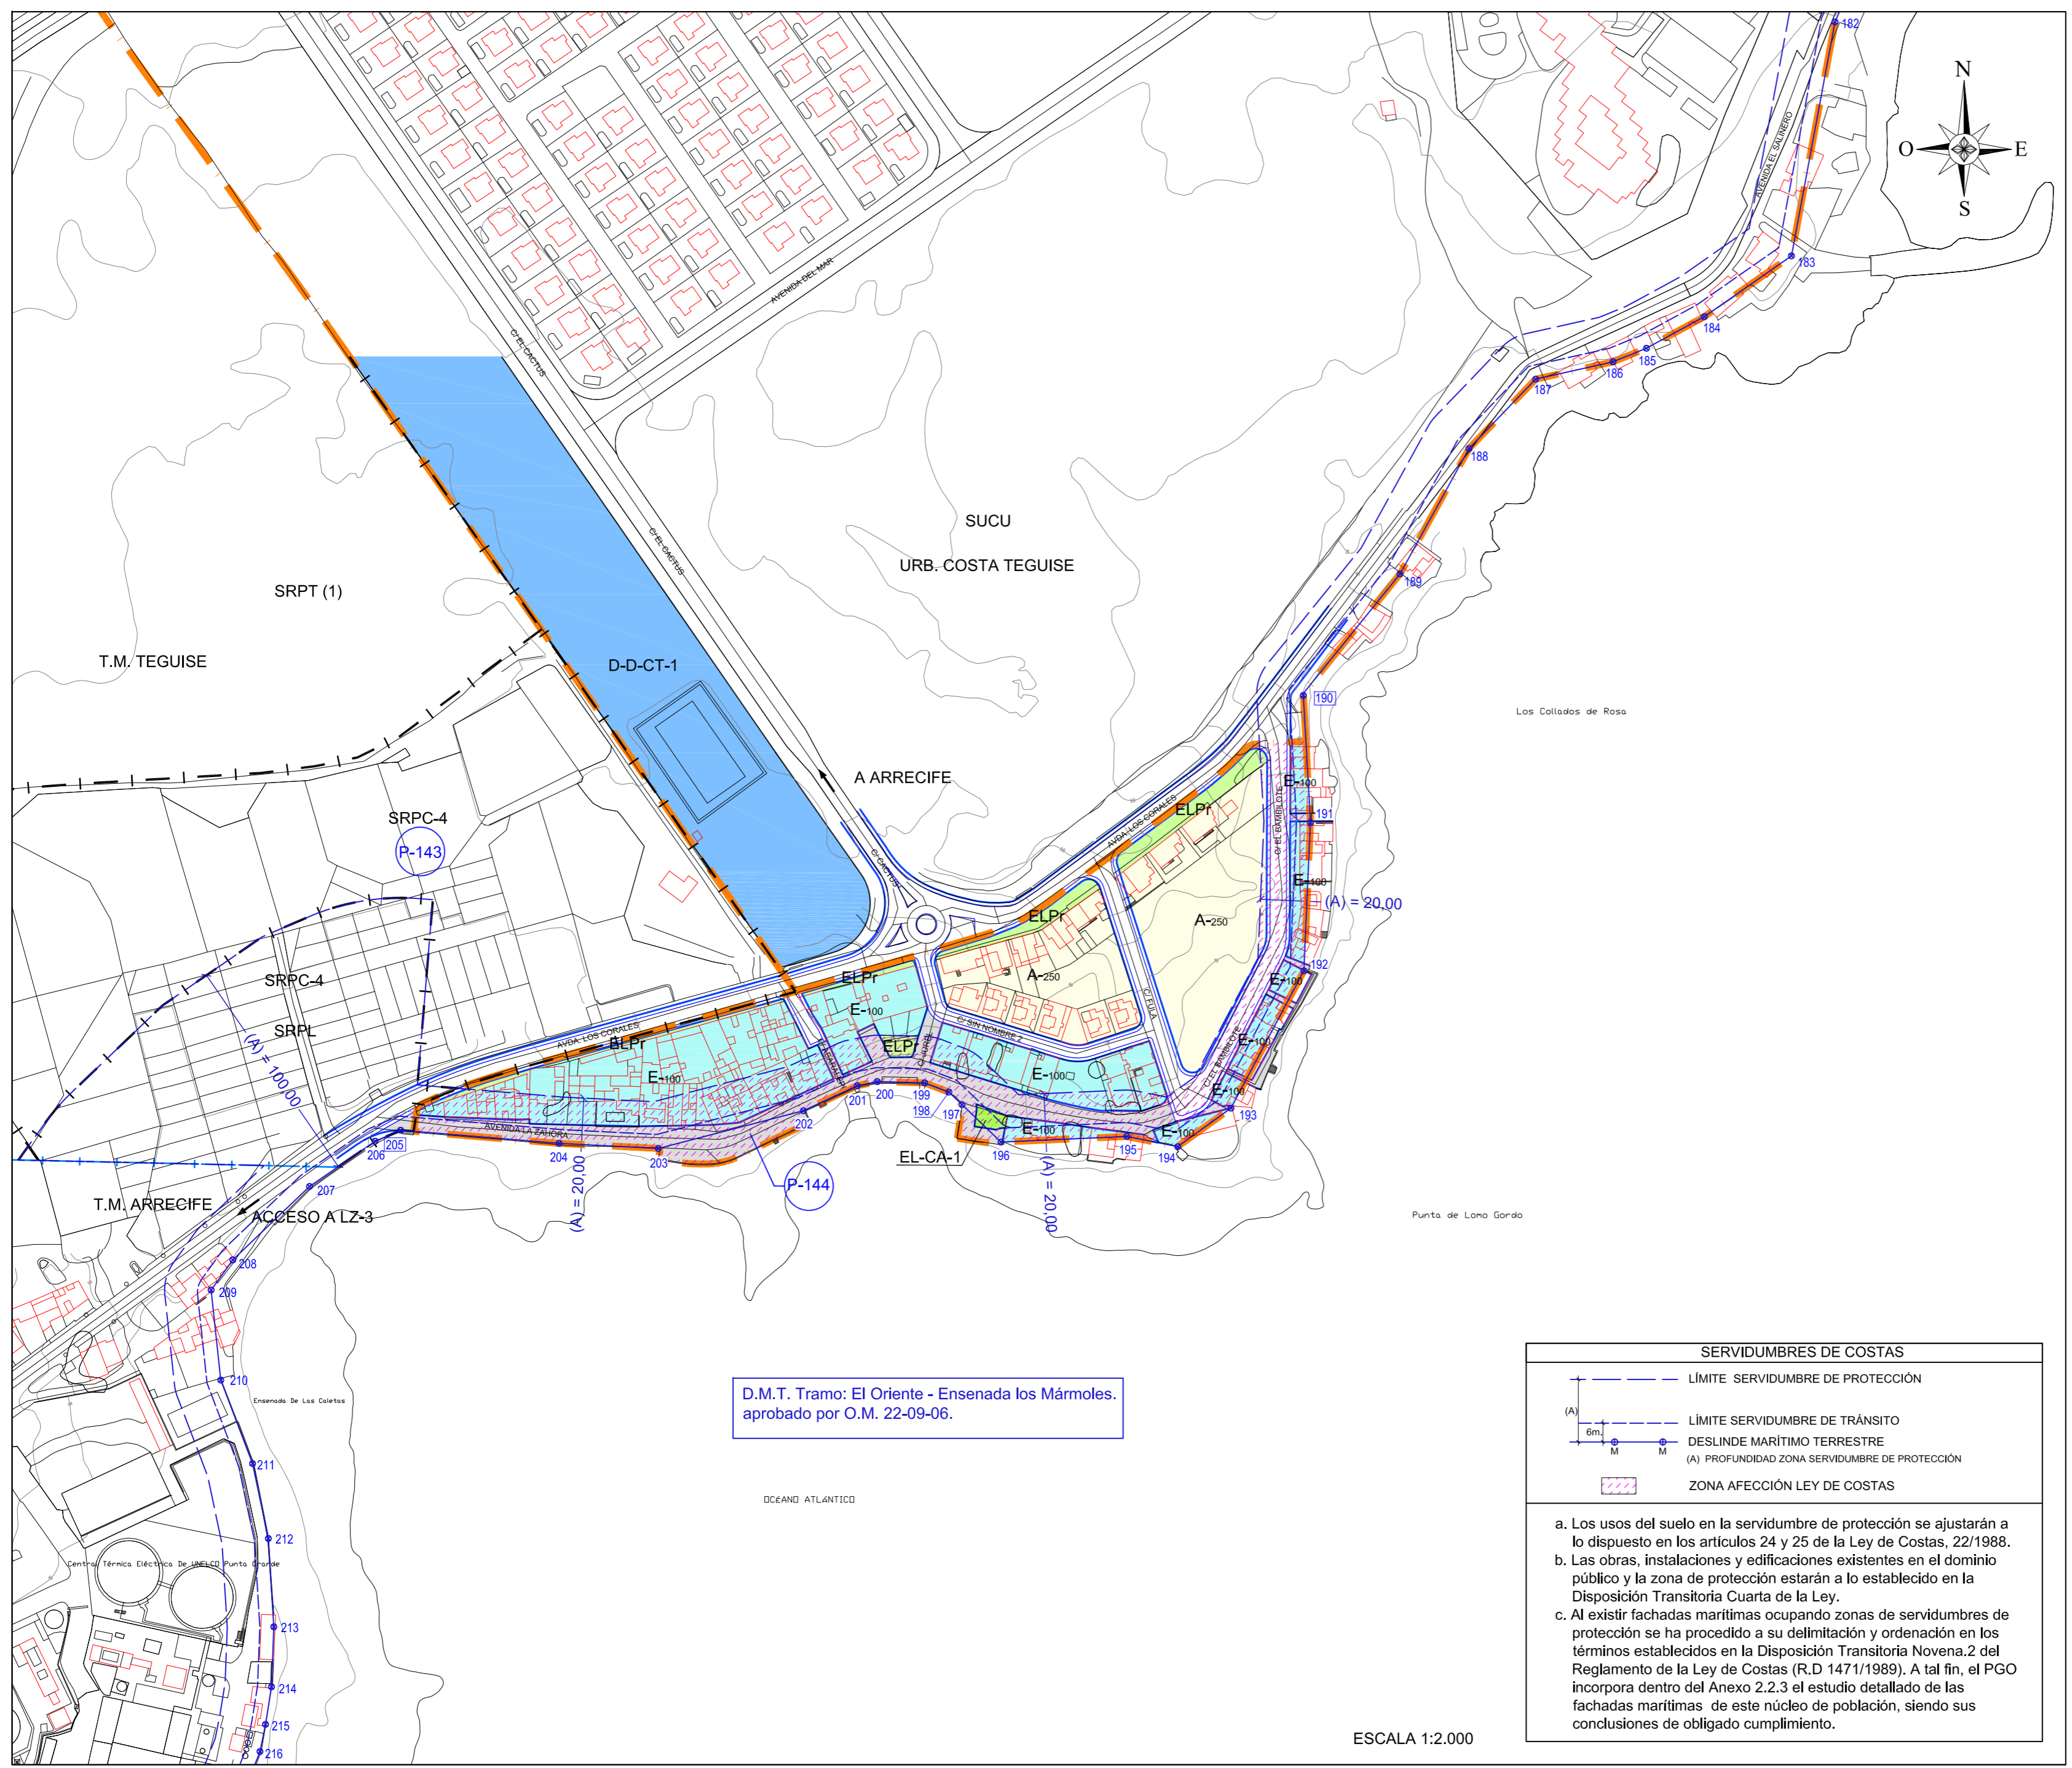 182
N
O
E
S
AVENIDA EL SALINERO
183
AVENIDA DEL MAR
184
185
186
187
C/ EL CACTUS
188
SUCU
URB. COSTA TEGUISE
C/ EL CACTUS
189
SRPT (1)
T.M. TEGUISE
D-D-CT-1
190
Los Collados de Rosa
A ARRECIFE
E-100
SRPC-4
P-143
AVDA. LOS CORALES
ELPr
191
C/ EL BAMBILOTE
C/ CACTUS
E-100
(A) = 20,00
ELPr
A-250
192
SRPC-4
ELPr
A-250
E-100
E-100
C/ FULA
SRPL
AVDA. LOS CORALES
ELPr
C/ SIN NOMBRE 2
ELPr
C/ JUREL
C/ EL BAMBILOTE
E-100
(A) = 100,00
E-100
E-100
E-100
201
200
199
198
197
202
193
AVENIDA LA ZALIORA
E-100
E-100
205
206
204
203
196
195
194
EL-CA-1
P-144
(A) = 20,00
(A) = 20,00
207
T.M. ARRECIFE
ACCESO A LZ-3
Punta de Lomo Gordo
208
209
210
Ensenada De Las Caletas
D.M.T. Tramo: El Oriente - Ensenada los Mármoles.
aprobado por O.M. 22-09-06.
211
OCÉANO ATLÁNTICO
212
Central Térmica Eléctrica De UNELCO Punta Grande
213
214
215
216
SERVIDUMBRES DE COSTAS
LÍMITE SERVIDUMBRE DE PROTECCIÓN
(A)
LÍMITE SERVIDUMBRE DE TRÁNSITO
6m.
M
M
DESLINDE MARÍTIMO TERRESTRE
(A) PROFUNDIDAD ZONA SERVIDUMBRE DE PROTECCIÓN
ZONA AFECCIÓN LEY DE COSTAS
a. Los usos del suelo en la servidumbre de protección se ajustarán a
lo dispuesto en los artículos 24 y 25 de la Ley de Costas, 22/1988.
b. Las obras, instalaciones y edificaciones existentes en el dominio
público y la zona de protección estarán a lo establecido en la
Disposición Transitoria Cuarta de la Ley.
c. Al existir fachadas marítimas ocupando zonas de servidumbres de
protección se ha procedido a su delimitación y ordenación en los
términos establecidos en la Disposición Transitoria Novena.2 del
Reglamento de la Ley de Costas (R.D 1471/1989). A tal fin, el PGO
incorpora dentro del Anexo 2.2.3 el estudio detallado de las
fachadas marítimas de este núcleo de población, siendo sus
conclusiones de obligado cumplimiento.
ESCALA 1:2.000